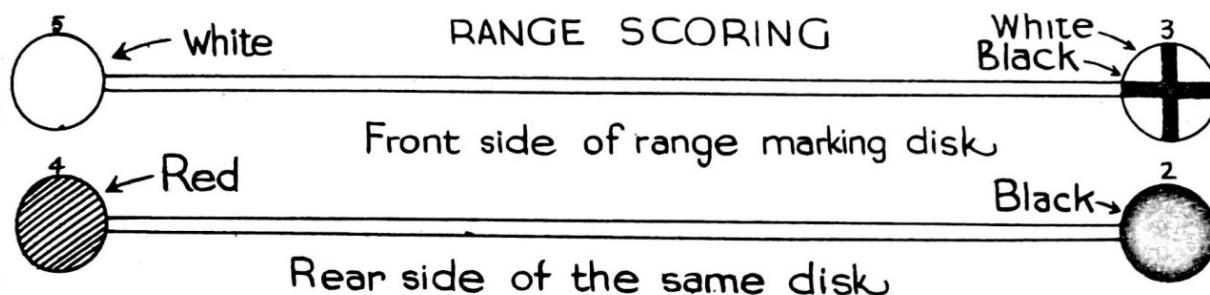 5
White
RANGE SCORING
White 3
Black
Front side of range marking disk
4
Red
2
Black
Rear side of the same disk